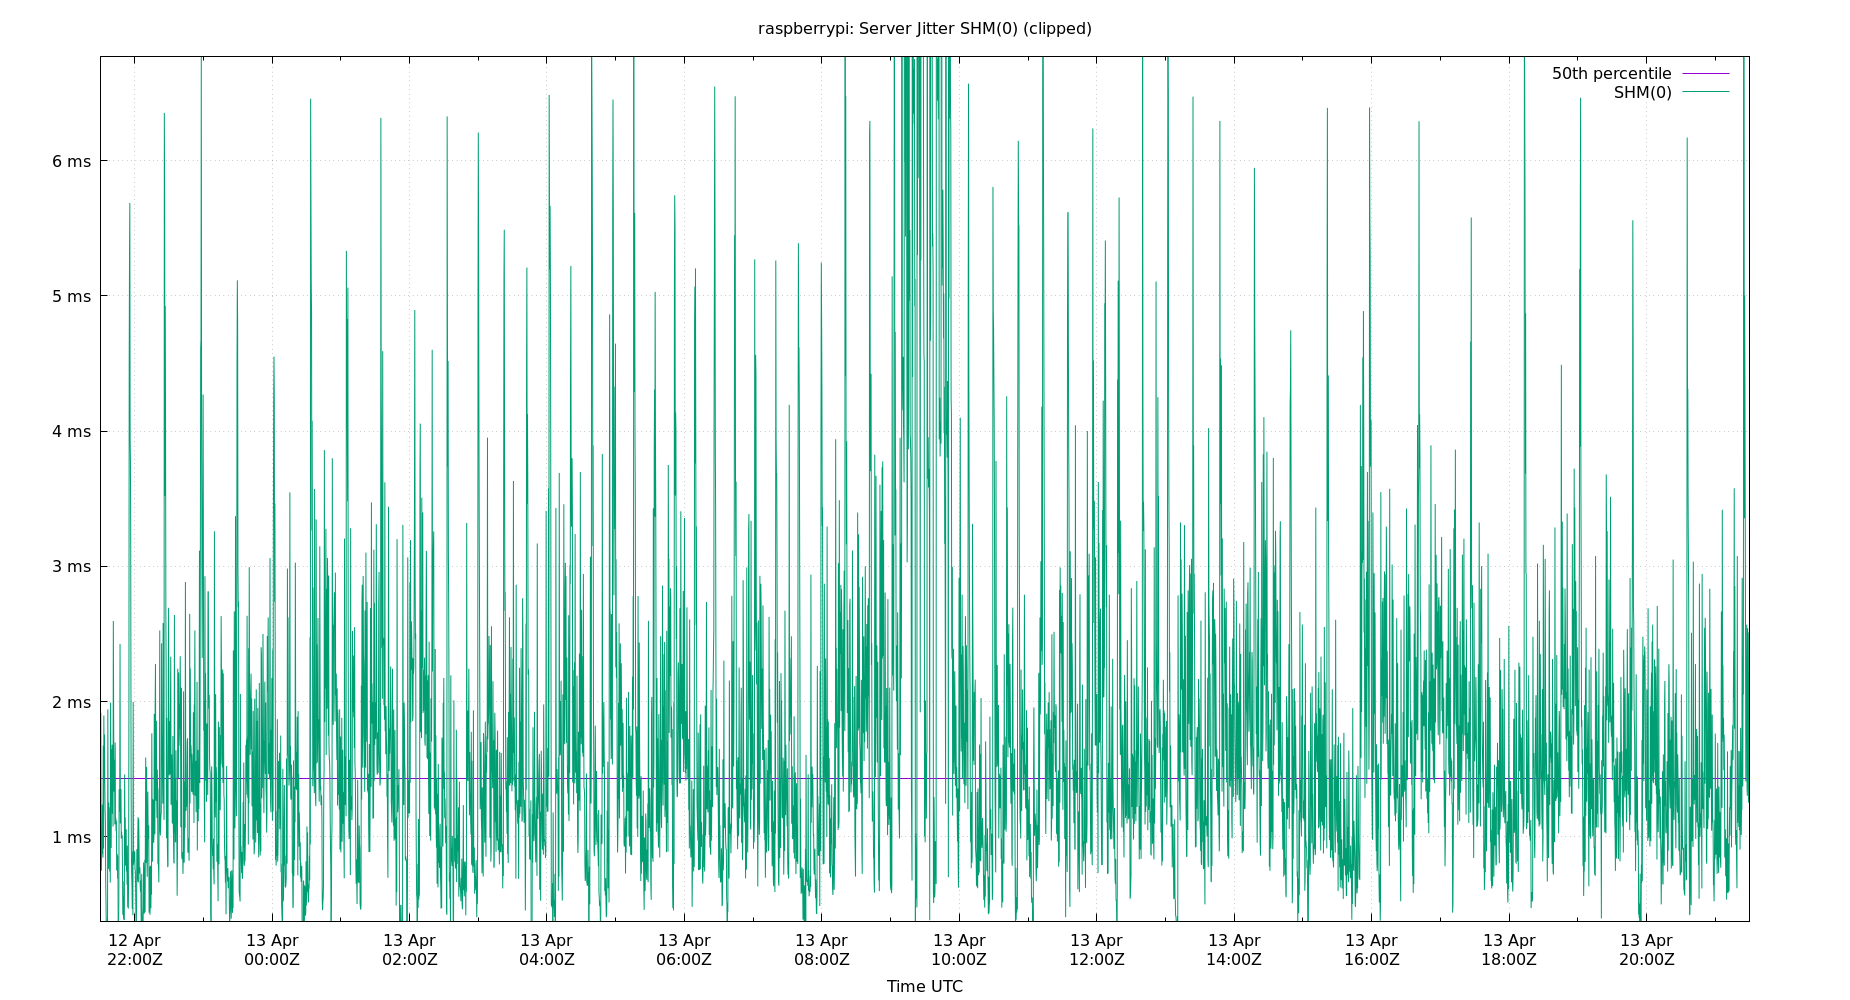 raspberrypi: Server Jitter SHM(0) (clipped)
50th percentile
SHM(0)
6 ms
5 ms
4 ms
3 ms
2 ms
1 ms
12 Apr
22:00Z
13 Apr
00:00Z
13 Apr
02:00Z
13 Apr
04:00Z
13 Apr
06:00Z
13 Apr
08:00Z
13 Apr
10:00Z
13 Apr
12:00Z
13 Apr
14:00Z
13 Apr
16:00Z
13 Apr
18:00Z
13 Apr
20:00Z
Time UTC